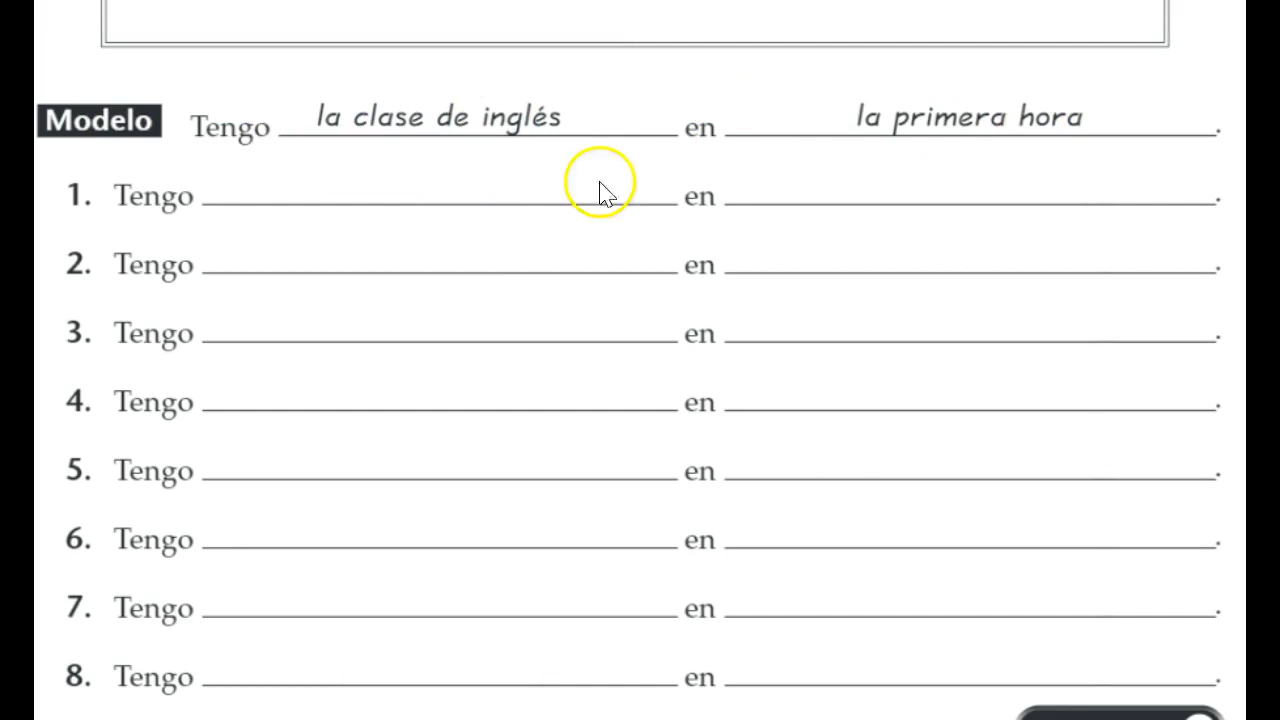 Modelo Tengo la clase de inglés en la primera hora.
1. Tengo en .
2. Tengo en .
3. Tengo en .
4. Tengo en .
5. Tengo en .
6. Tengo en .
7. Tengo en .
8. Tengo en .